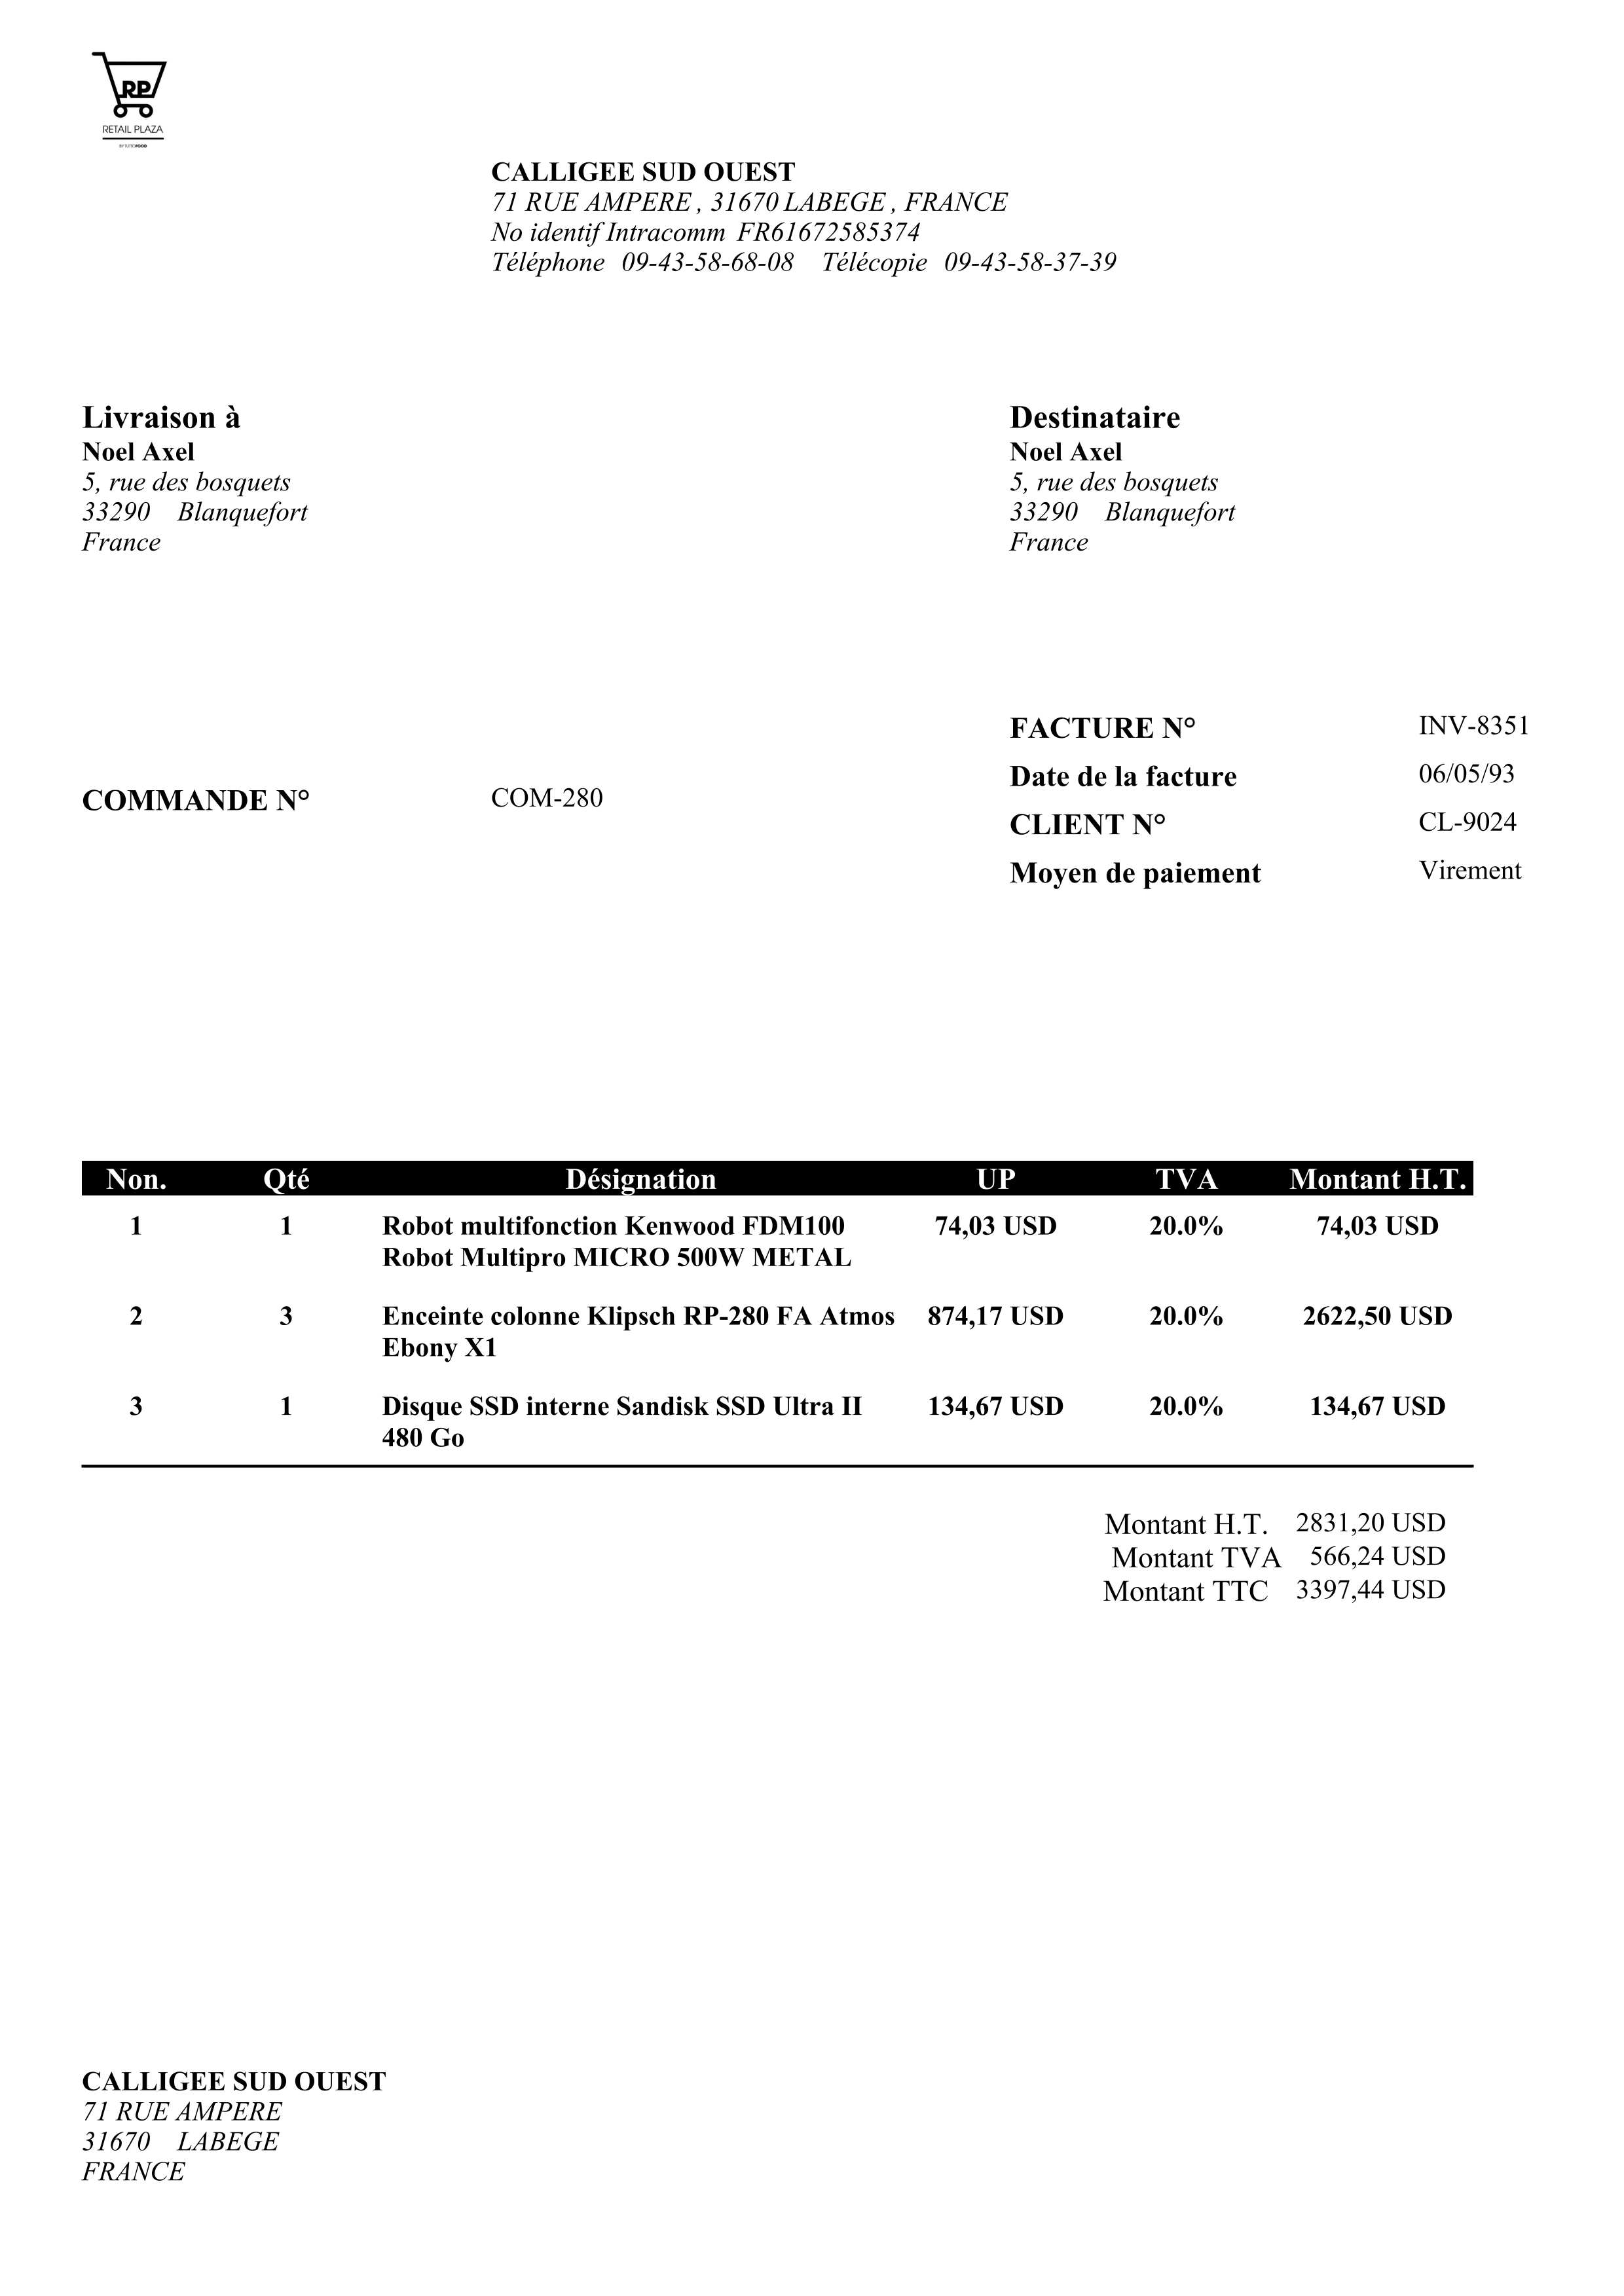 RP
RETAIL PLAZA
BY TUTTOFOOD
CALLIGEE SUD OUEST
71 RUE AMPERE , 31670 LABEGE , FRANCE
No identif Intracomm FR61672585374
Téléphone 09-43-58-68-08 Télécopie 09-43-58-37-39
Livraison à
Noel Axel
5, rue des bosquets
33290 Blanquefort
France
Destinataire
Noel Axel
5, rue des bosquets
33290 Blanquefort
France
COMMANDE N° COM-280
FACTURE N° INV-8351
Date de la facture 06/05/93
CLIENT N° CL-9024
Moyen de paiement Virement
Non. Qté Désignation UP TVA Montant H.T.
1 1 Robot multifonction Kenwood FDM100 74,03 USD 20.0% 74,03 USD
Robot Multipro MICRO 500W METAL
2 3 Enceinte colonne Klipsch RP-280 FA Atmos 874,17 USD 20.0% 2622,50 USD
Ebony X1
3 1 Disque SSD interne Sandisk SSD Ultra II 134,67 USD 20.0% 134,67 USD
480 Go
Montant H.T. 2831,20 USD
Montant TVA 566,24 USD
Montant TTC 3397,44 USD
CALLIGEE SUD OUEST
71 RUE AMPERE
31670 LABEGE
FRANCE